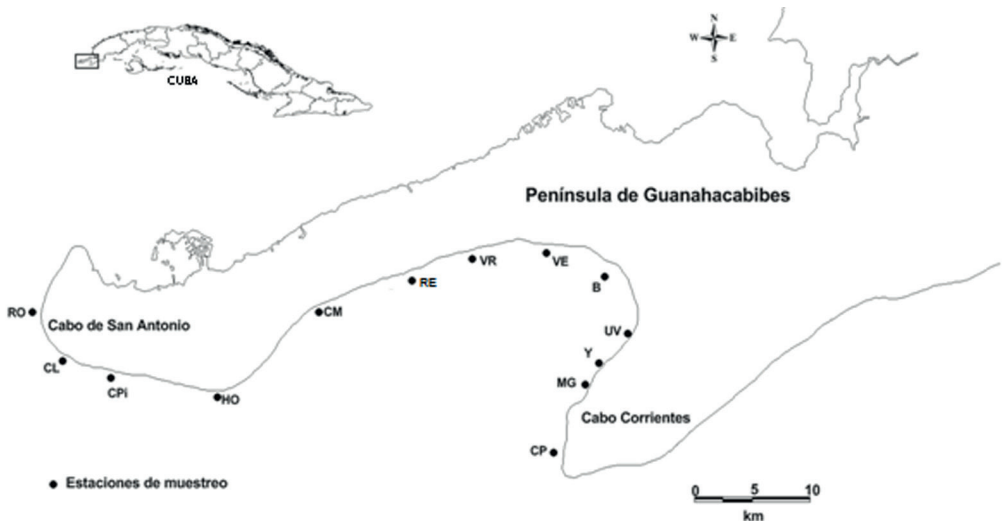 N
W E
S
CUBA
Península de Guanahacabibes
VR
VE
RE
B
RO
CM
Cabo de San Antonio
UV
CL
Y
CPi
MG
HO
Cabo Corrientes
CP
Estaciones de muestreo
0 5 10
km